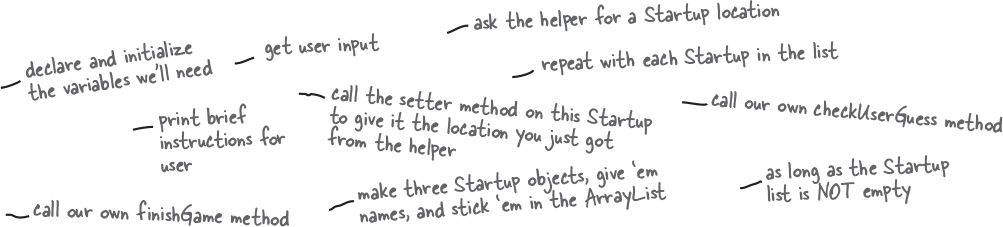 ask the helper for a Startup location
get user input
declare and initialize
the variables we'll need
repeat with each Startup in the list
call the setter method on this Startup
to give it the location you just got
from the helper
call our own checkUserGuess method
print brief
instructions for
user
as long as the Startup
list is NOT empty
make three Startup objects, give 'em
names, and stick 'em in the ArrayList
call our own finishGame method